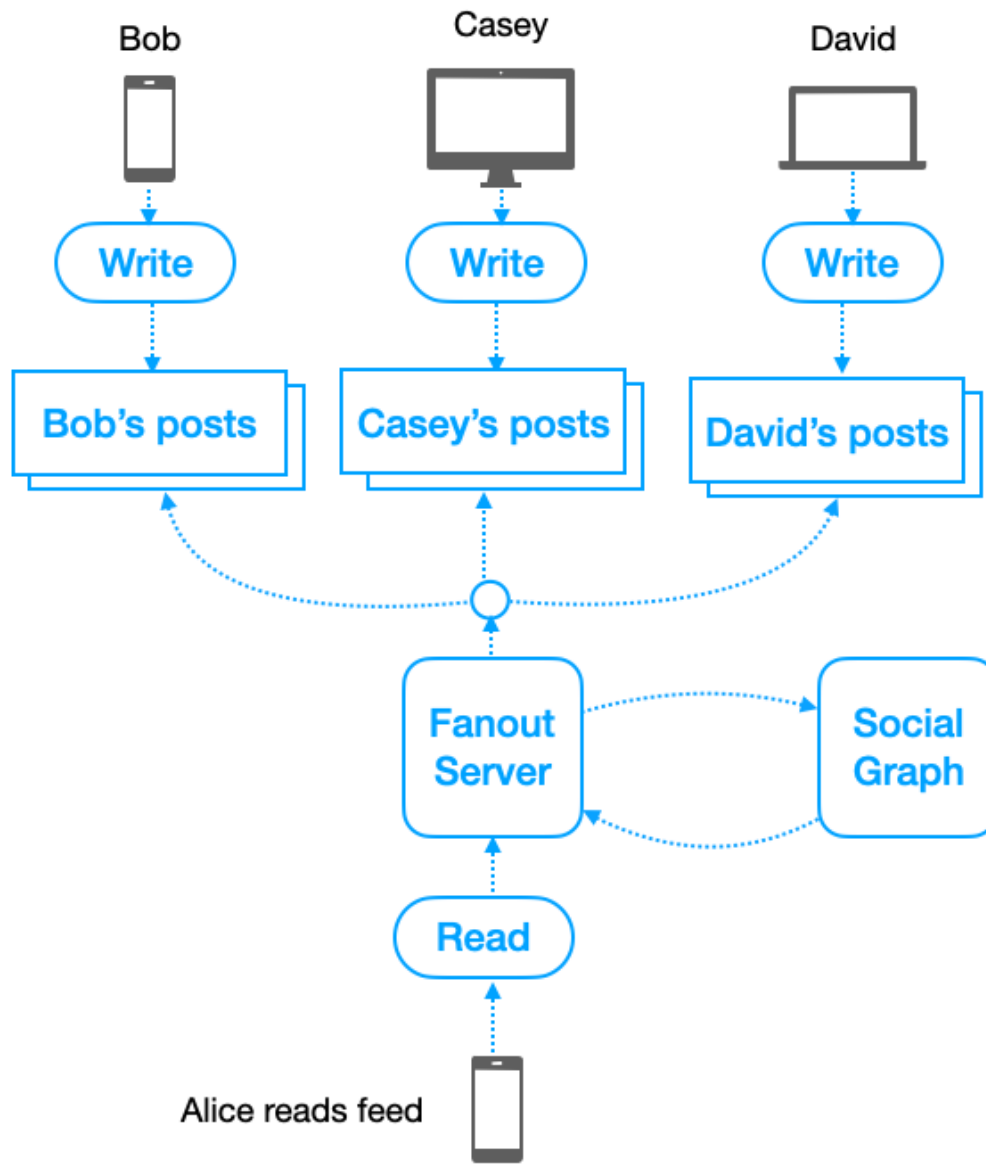 Bob
Casey
David
Write
Write
Write
Bob’s posts
Casey’s posts
David’s posts
Fanout
Server
Social
Graph
Read
Alice reads feed